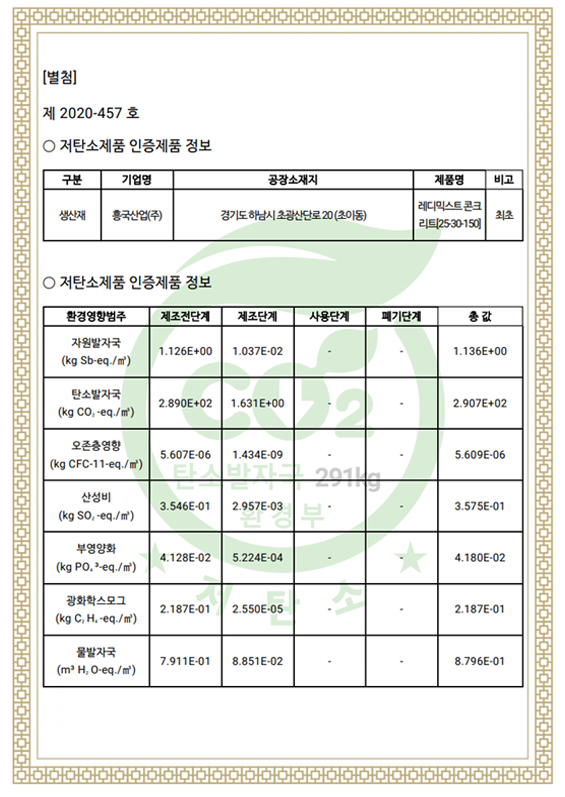 [별첨]
제 2020-457 호
○ 저탄소제품 인증제품 정보
구분 기업명 공장소재지 제품명 비고
생산재 흥국산업(주) 경기도 하남시 초광산단로 20 (초이동) 레디믹스트 콘크 최초
리트[25-30-150]
○ 저탄소제품 인증제품 정보
환경영향범주 제조전단계 제조단계 사용단계 폐기단계 총 값
자원발자국
(kg Sb-eq./㎥) 1.126E+00 1.037E-02 - - 1.136E+00
탄소발자국
(kg CO₂-eq./㎥) 2.890E+02 1.631E+00 - - 2.907E+02
오존층영향
(kg CFC-11-eq./㎥) 5.607E-06 1.434E-09 - - 5.609E-06
산성비
(kg SO₂-eq./㎥) 3.546E-01 2.957E-03 - - 3.575E-01
부영양화
(kg PO₄³-eq./㎥) 4.128E-02 5.224E-04 - - 4.180E-02
광화학스모그
(kg C₂H₄-eq./㎥) 2.187E-01 2.550E-05 - - 2.187E-01
물발자국
(m³ H₂O-eq./㎥) 7.911E-01 8.851E-02 - - 8.796E-01
CO2
탄소발자국 291kg
환경부
저탄소